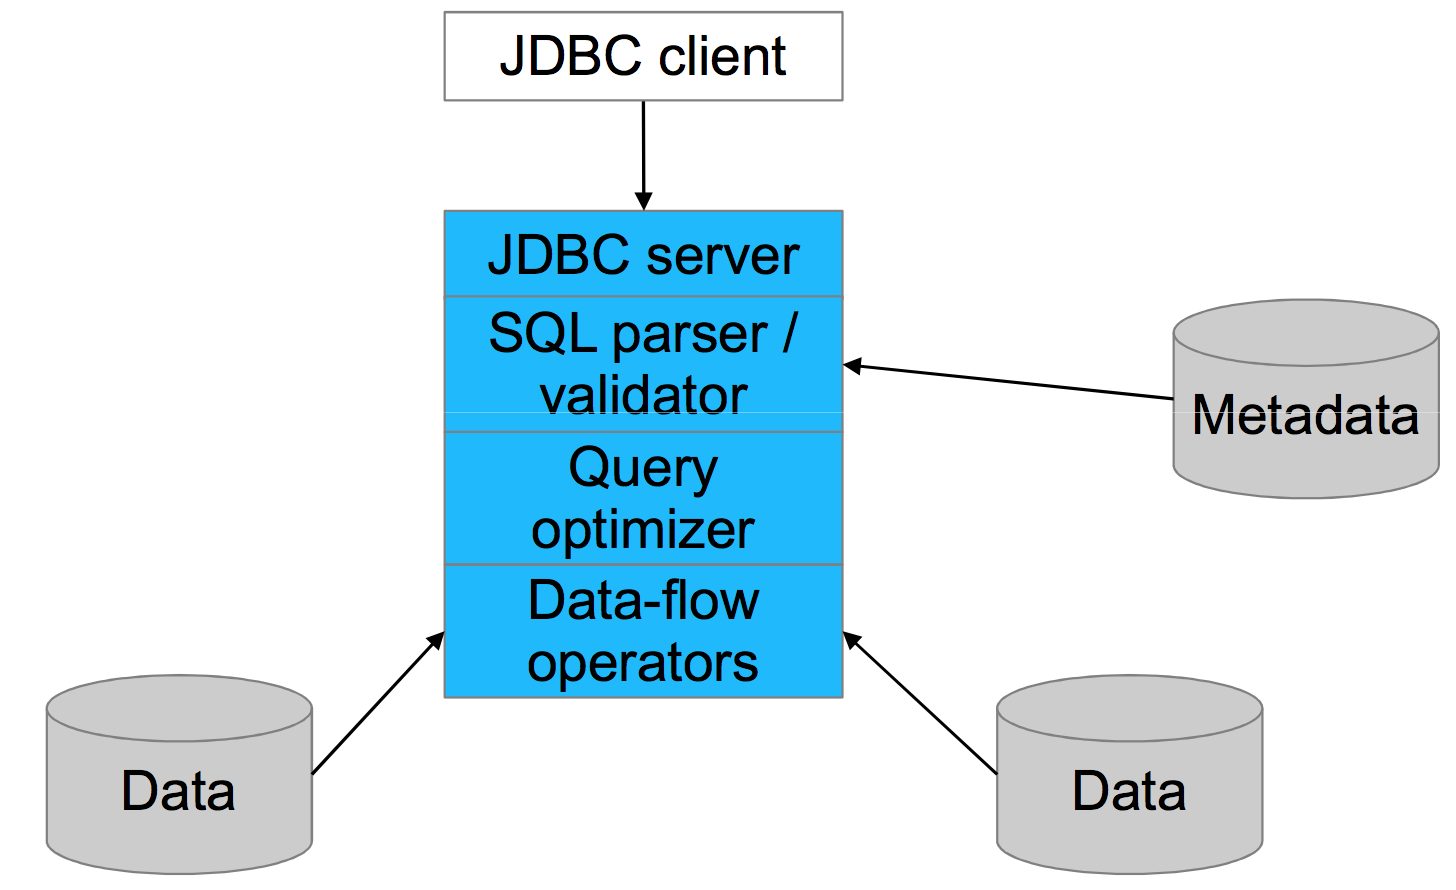 JDBC client
JDBC server
SQL parser /
validator
Metadata
Query
optimizer
Data-flow
operators
Data
Data